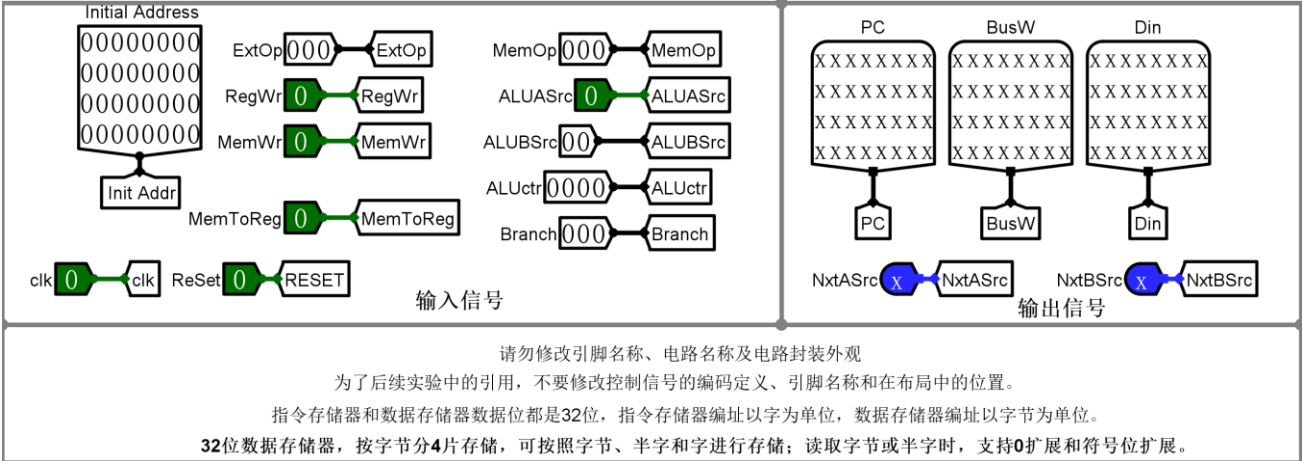 Initial Address
00000000
00000000
00000000
00000000
Init Addr
ExtOp 000 ExtOp
RegWr 0 RegWr
MemWr 0 MemWr
MemToReg 0 MemToReg
clk 0 clk
ReSet 0 RESET
MemOp 000 MemOp
ALUASrc 0 ALUASrc
ALUBSrc 00 ALUBSrc
ALUctr 0000 ALUctr
Branch 000 Branch
输入信号
PC BusW Din
XXXXXXXX XXXXXXXX XXXXXXXX
XXXXXXXX XXXXXXXX XXXXXXXX
XXXXXXXX XXXXXXXX XXXXXXXX
XXXXXXXX XXXXXXXX XXXXXXXX
PC BusW Din
NxtASrc x NxtASrc
NxtBSrc x NxtBSrc
输出信号
请勿修改引脚名称、电路名称及电路封装外观
为了后续实验中的引用，不要修改控制信号的编码定义、引脚名称和在布局中的位置。
指令存储器和数据存储器数据位都是32位，指令存储器编址以字为单位，数据存储器编址以字节为单位。
32位数据存储器，按字节分4片存储，可按照字节、半字和字进行存储；读取字节或半字时，支持0扩展和符号位扩展。